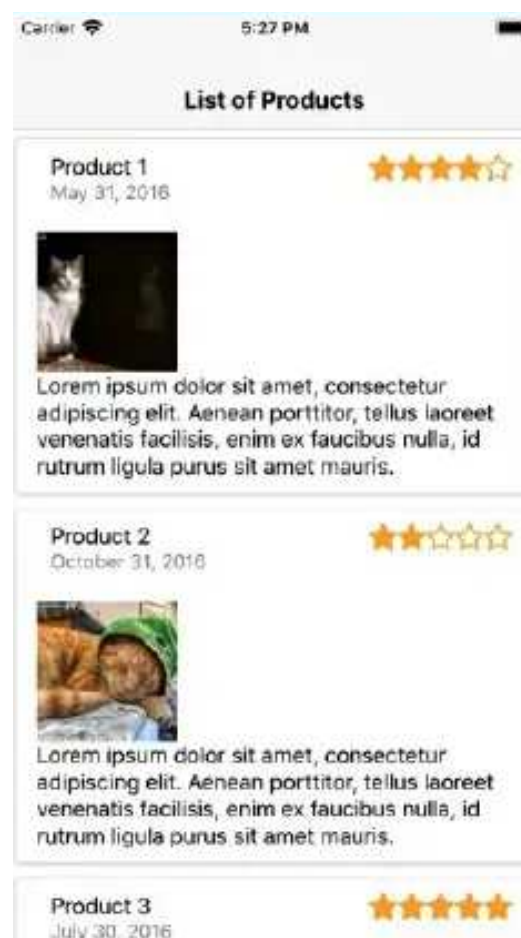 Carrier 5:27 PM
List of Products
Product 1
May 31, 2016
Lorem ipsum dolor sit amet, consectetur
adipiscing elit. Aenean porttitor, tellus laoreet
venenatis facilisis, enim ex faucibus nulla, id
rutrum ligula purus sit amet mauris.
Product 2
October 31, 2016
Lorem ipsum dolor sit amet, consectetur
adipiscing elit. Aenean porttitor, tellus laoreet
venenatis facilisis, enim ex faucibus nulla, id
rutrum ligula purus sit amet mauris.
Product 3
July 30, 2016